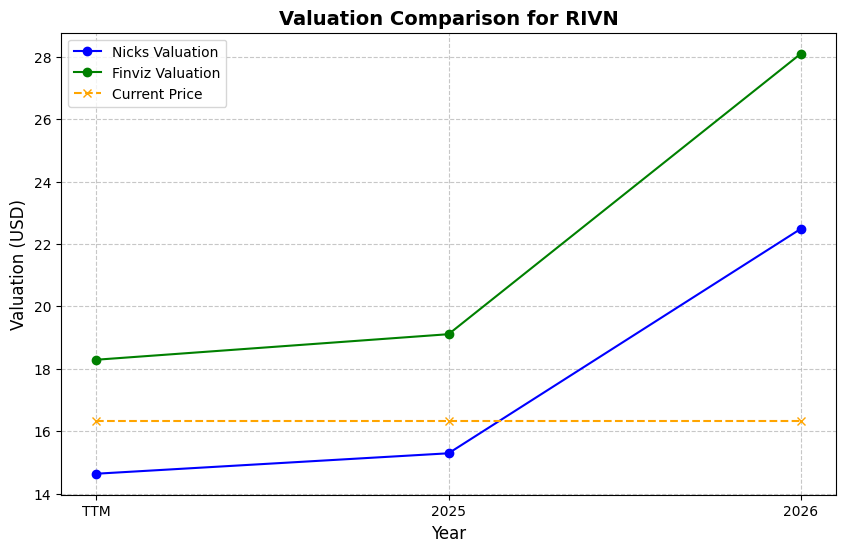 Valuation Comparison for RIVN
Nicks Valuation
Finviz Valuation
Current Price
Valuation (USD)
28
26
24
22
20
18
16
14
TTM
2025
2026
Year